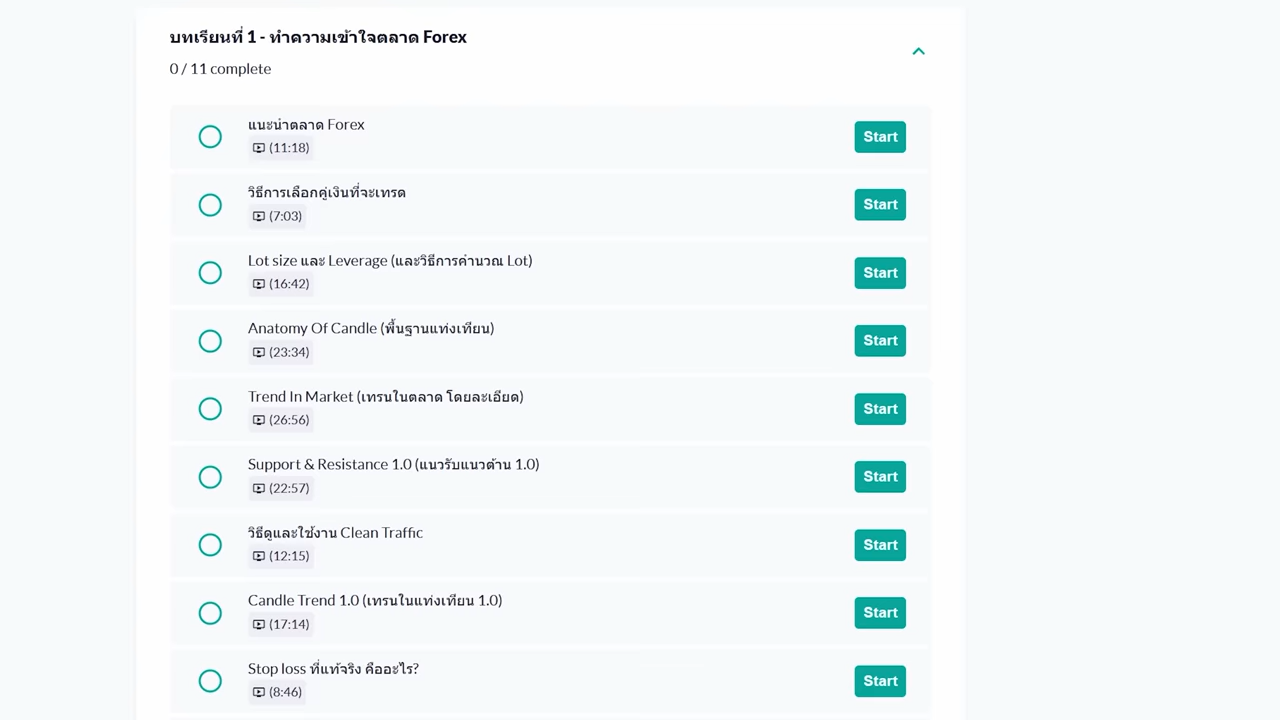 บทเรียนที่ 1 - ทำความเข้าใจตลาด Forex
0 / 11 complete
แนะนำตลาด Forex
(11:18)
Start
วิธีการเลือกคู่เงินที่จะเทรด
(7:03)
Start
Lot size และ Leverage (และวิธีการคำนวณ Lot)
(16:42)
Start
Anatomy Of Candle (พื้นฐานแท่งเทียน)
(23:34)
Start
Trend In Market (เทรนในตลาด โดยละเอียด)
(26:56)
Start
Support & Resistance 1.0 (แนวรับแนวต้าน 1.0)
(22:57)
Start
วิธีดูและใช้งาน Clean Traffic
(12:15)
Start
Candle Trend 1.0 (เทรนในแท่งเทียน 1.0)
(17:14)
Start
Stop loss ที่แท้จริง คืออะไร?
(8:46)
Start